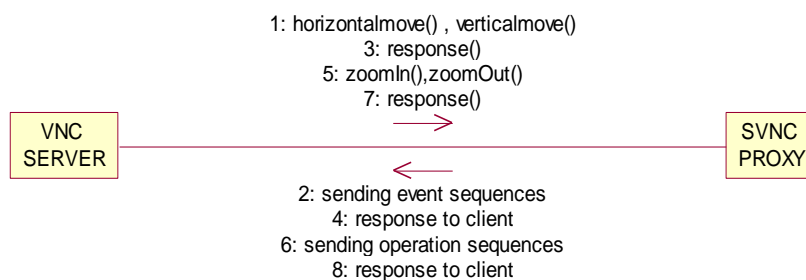 1: horizontalmove() , verticalmove()
3: response()
5: zoomIn(),zoomOut()
7: response()
VNC
SERVER
SVNC
PROXY
2: sending event sequences
4: response to client
6: sending operation sequences
8: response to client